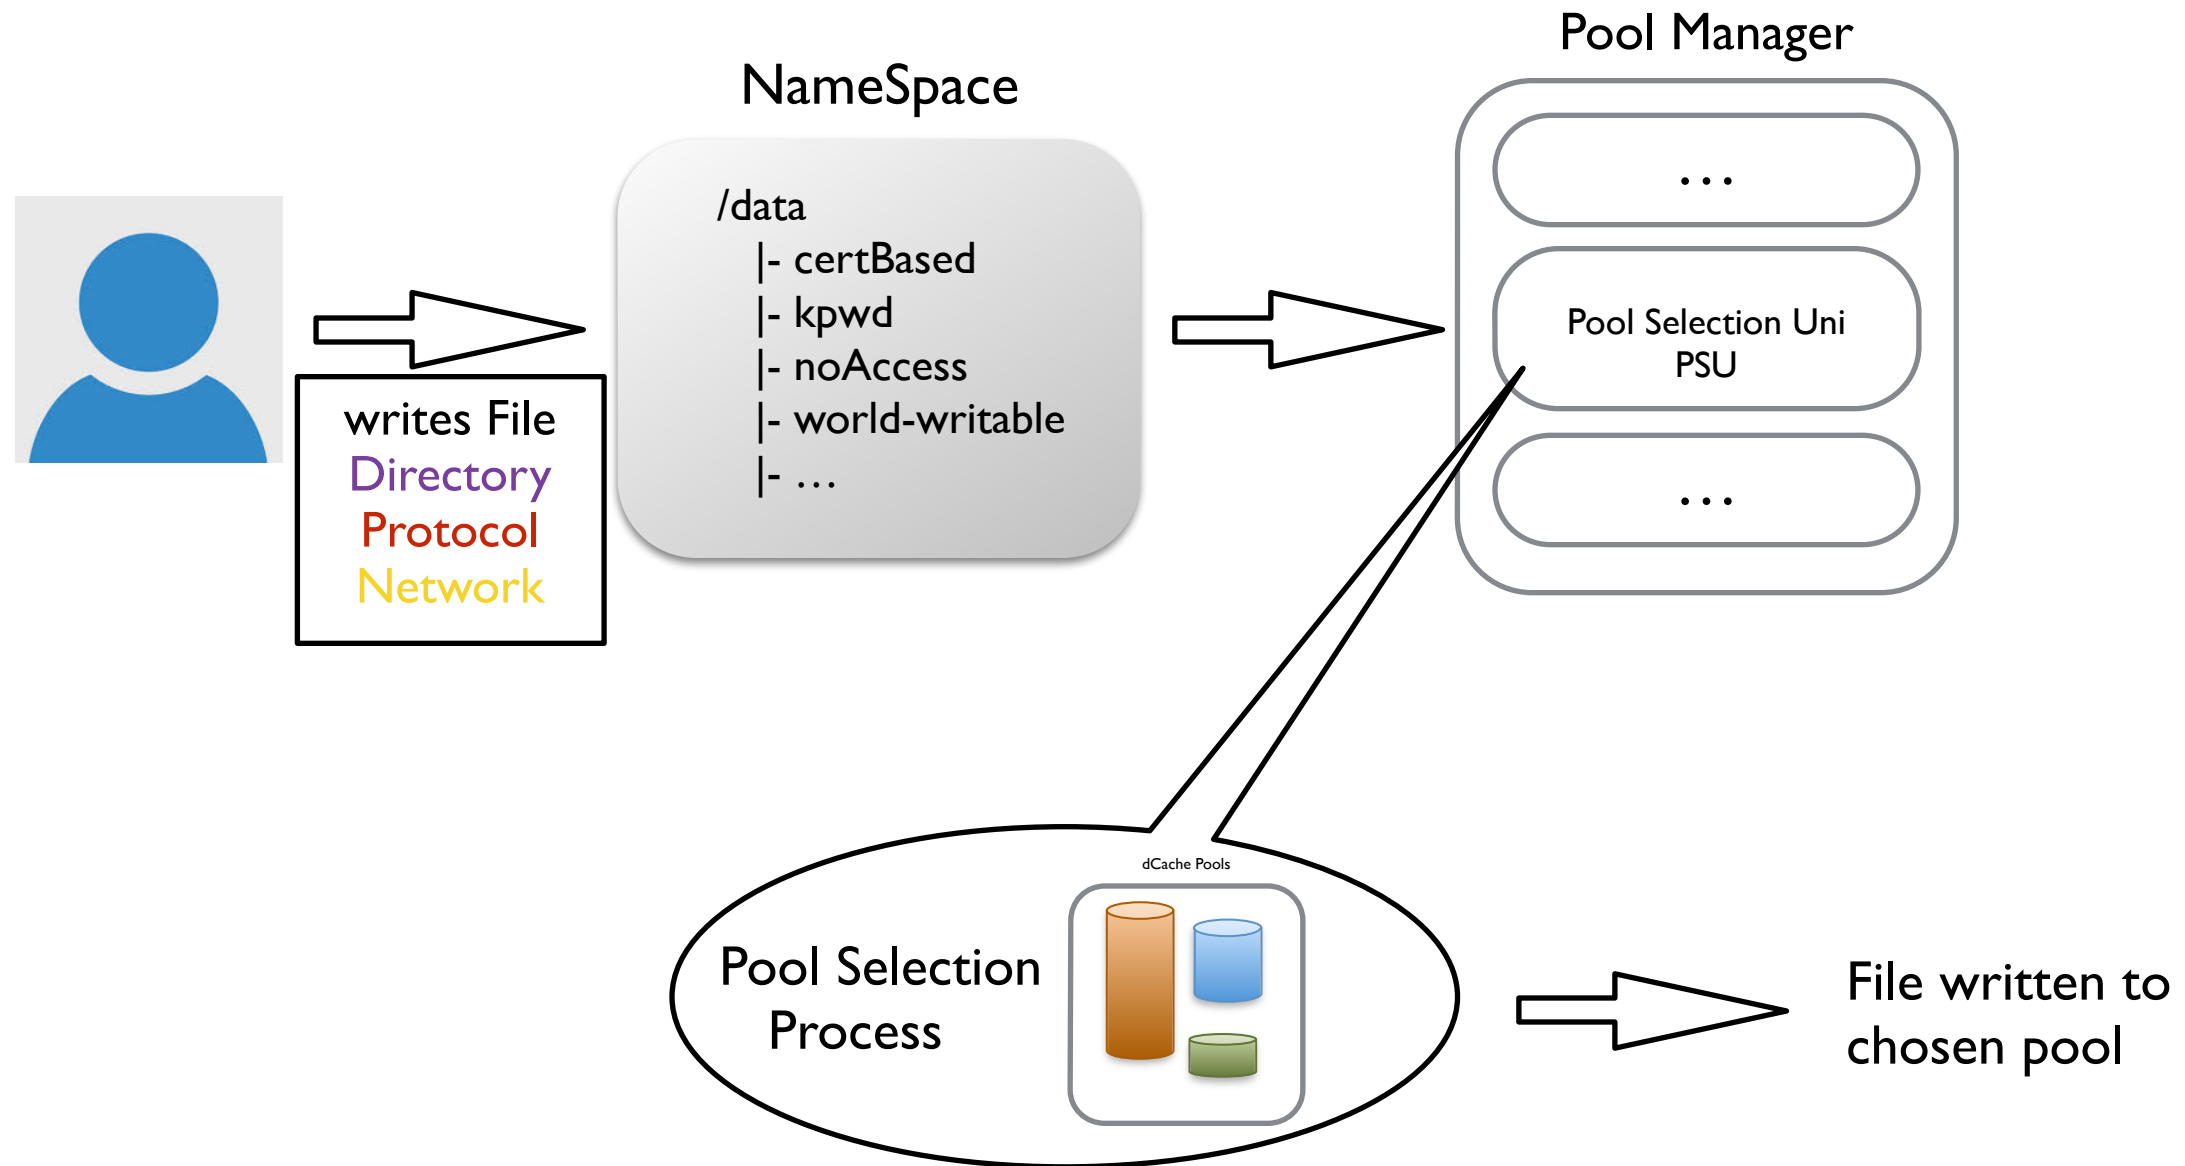 Pool Manager
NameSpace
/data
|- certBased
|- kpwd
|- noAccess
|- world-writable
|- …
writes File
Directory
Protocol
Network
…
Pool Selection Uni
PSU
…
dCache Pools
Pool Selection
Process
File written to
chosen pool